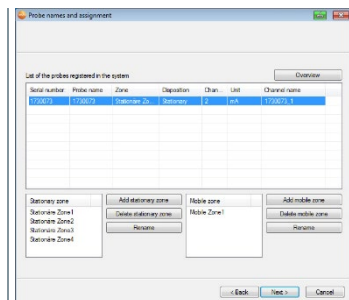 Probe names and assignment
List of the probes registered in the system
Overview
Serial number Probe name Zone Disposition Chan... Unit Channel name
1730073 1730073 Stationäre Zo... Stationary 2 mA 1730073_1
Stationary zone
Stationäre Zone1
Stationäre Zone2
Stationäre Zone3
Stationäre Zone4
Add stationary zone
Delete stationary zone
Rename
Mobile zone
Mobile Zone1
Add mobile zone
Delete mobile zone
Rename
< Back
Next >
Cancel